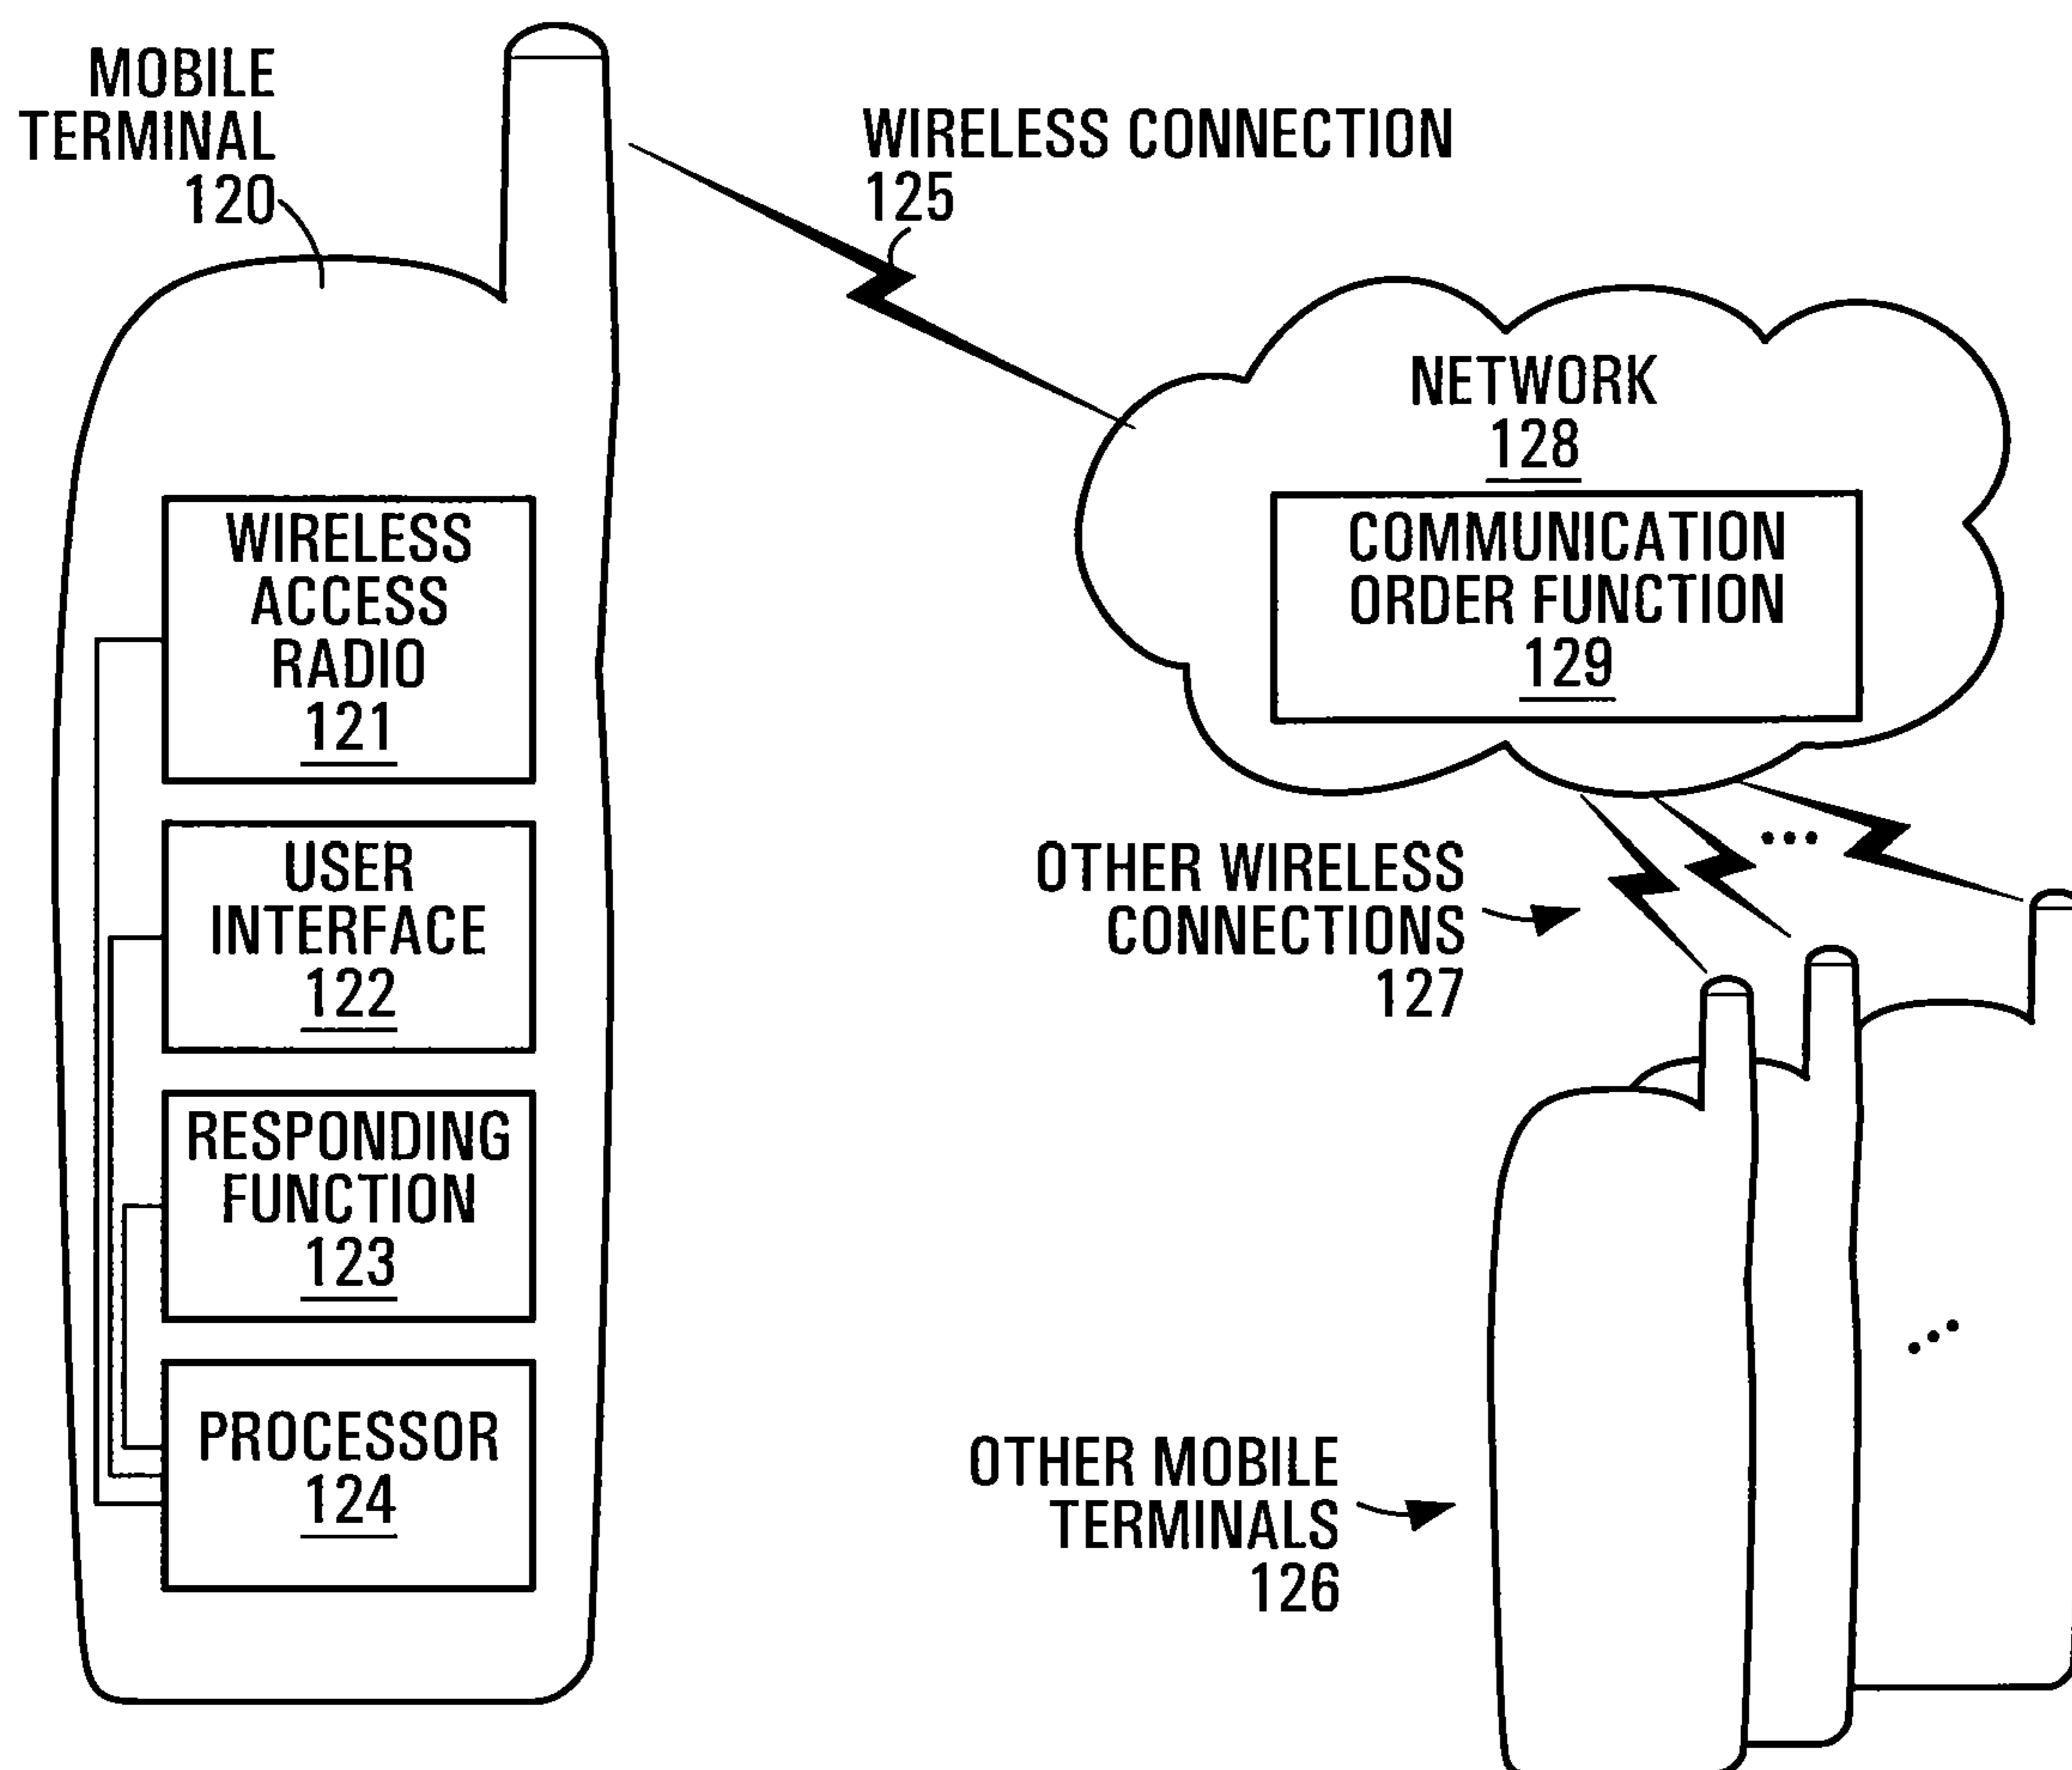 MOBILE
TERMINAL
120
WIRELESS CONNECTION
125
NETWORK
128
COMMUNICATION
ORDER FUNCTION
129
WIRELESS
ACCESS
RADIO
121
USER
INTERFACE
122
RESPONDING
FUNCTION
123
PROCESSOR
124
OTHER WIRELESS
CONNECTIONS
127
OTHER MOBILE
TERMINALS
126